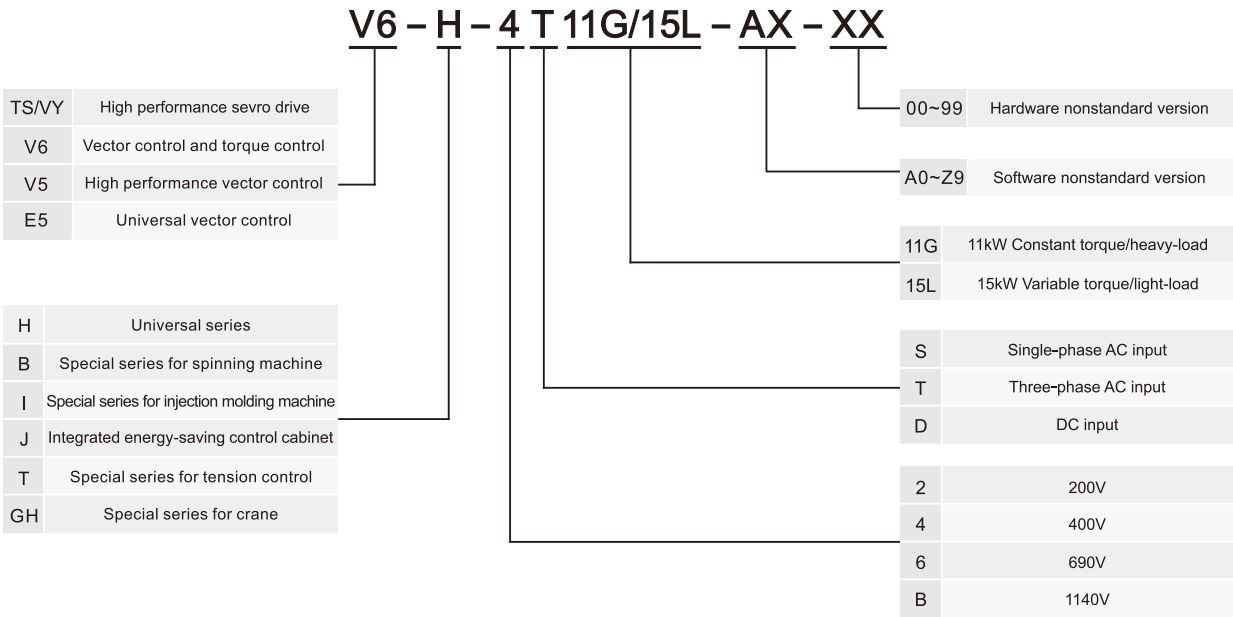 V6 – H – 4 T 11G/15L – AX – XX
TS/VY High performance sevro drive
V6 Vector control and torque control
V5 High performance vector control
E5 Universal vector control
H Universal series
B Special series for spinning machine
I Special series for injection molding machine
J Integrated energy-saving control cabinet
T Special series for tension control
GH Special series for crane
00~99 Hardware nonstandard version
A0~Z9 Software nonstandard version
11G 11kW Constant torque/heavy-load
15L 15kW Variable torque/light-load
S Single-phase AC input
T Three-phase AC input
D DC input
2 200V
4 400V
6 690V
B 1140V